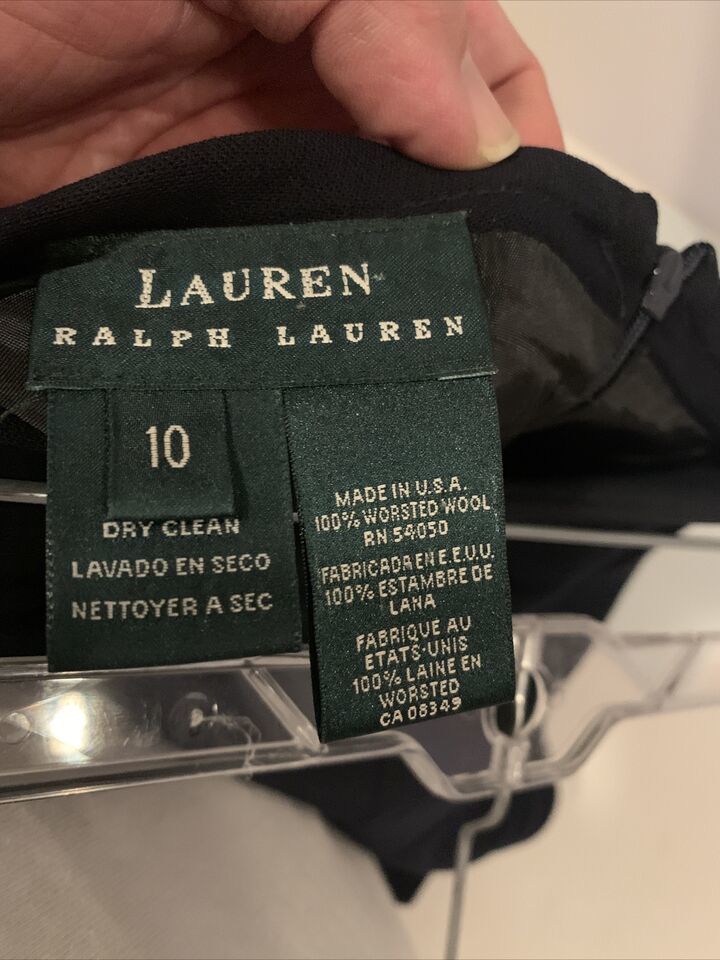 LAUREN
RALPH LAUREN
10
DRY CLEAN
LAVADO EN SECO
NETTOYER A SEC
MADE IN U.S.A.
100% WORSTED WOOL
RN 54050
FABRICADA EN E.E.U.U.
100% ESTAMBRE DE
LANA
FABRIQUE AU
ETATS-UNIS
100% LAINE EN
WORSTED
CA 08349